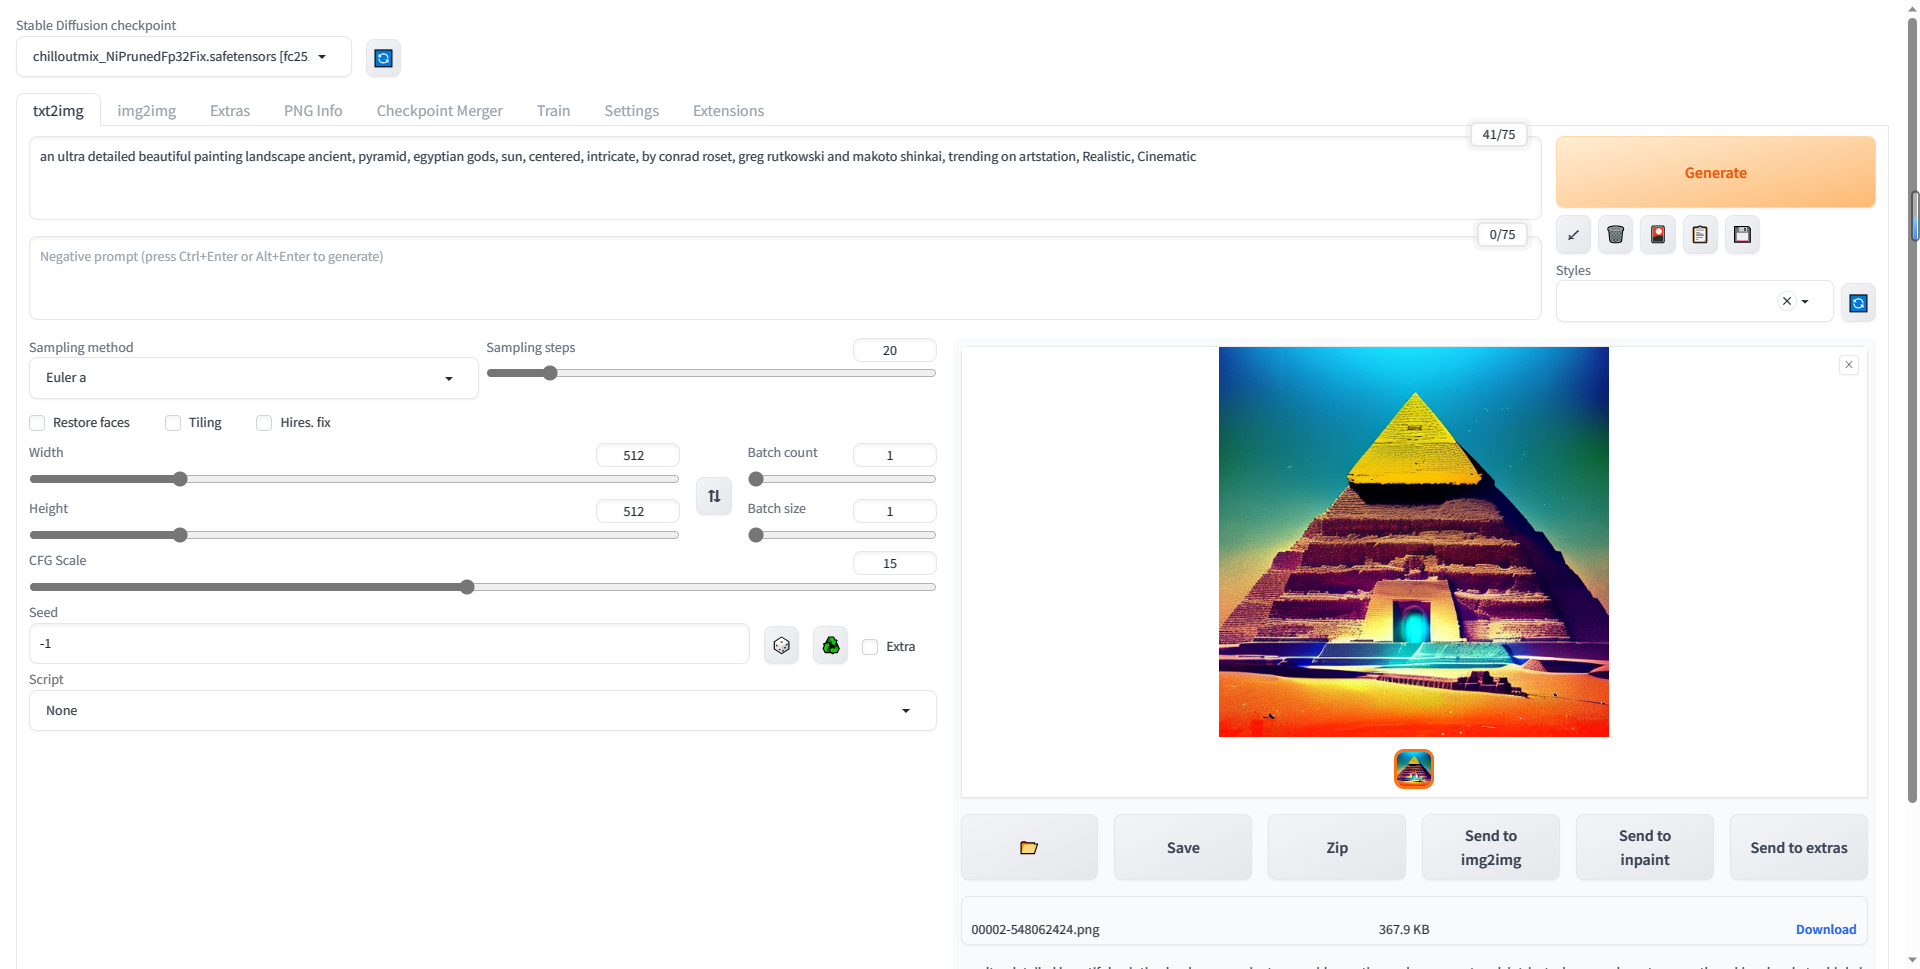 Stable Diffusion checkpoint
chilloutmix_NiPrunedFp32Fix.safetensors [fc25
txt2img img2img Extras PNG Info Checkpoint Merger Train Settings Extensions
41/75
an ultra detailed beautiful painting landscape ancient, pyramid, egyptian gods, sun, centered, intricate, by conrad roset, greg rutkowski and makoto shinkai, trending on artstation, Realistic, Cinematic
Generate
0/75
Negative prompt (press Ctrl+Enter or Alt+Enter to generate)
Styles
Sampling method
Euler a
Sampling steps
20
Restore faces
Tiling
Hires. fix
Width
512
Batch count
1
Height
512
Batch size
1
CFG Scale
15
Seed
-1
Extra
Script
None
Save
Zip
Send to
img2img
Send to
inpaint
Send to extras
00002-548062424.png 367.9 KB Download